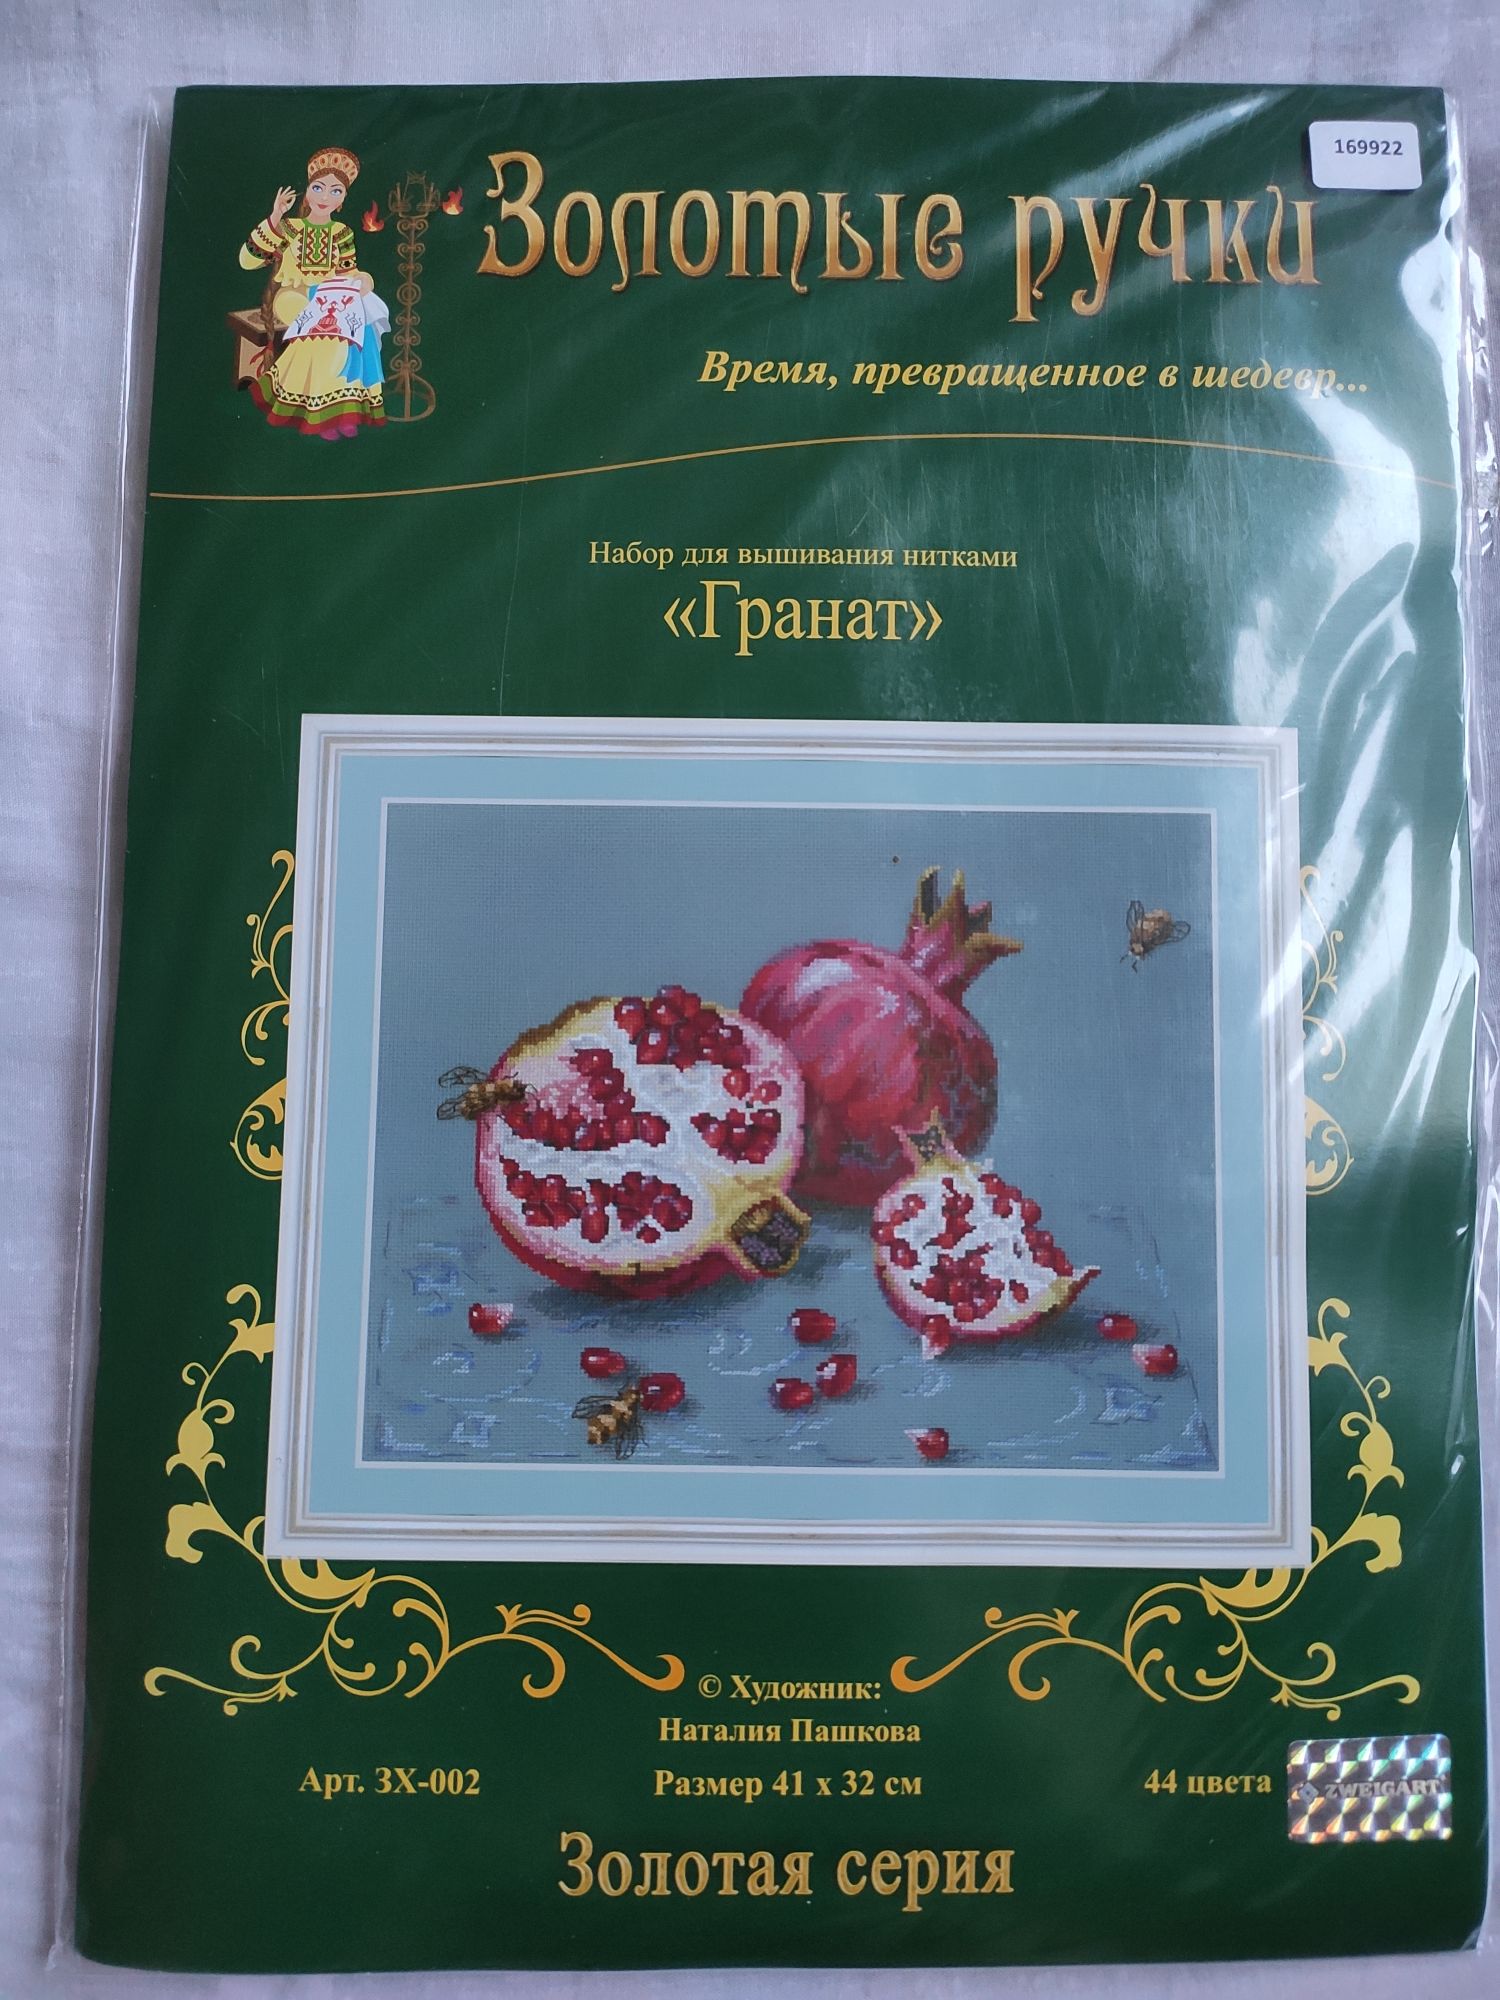 169922
Золотые ручки
Время, превращенное в шедевр...
Набор для вышивания нитками
«Гранат»
© Художник:
Наталия Пашкова
Арт. ЗХ-002
Размер 41 х 32 см
44 цвета
ZWEIGART
Золотая серия